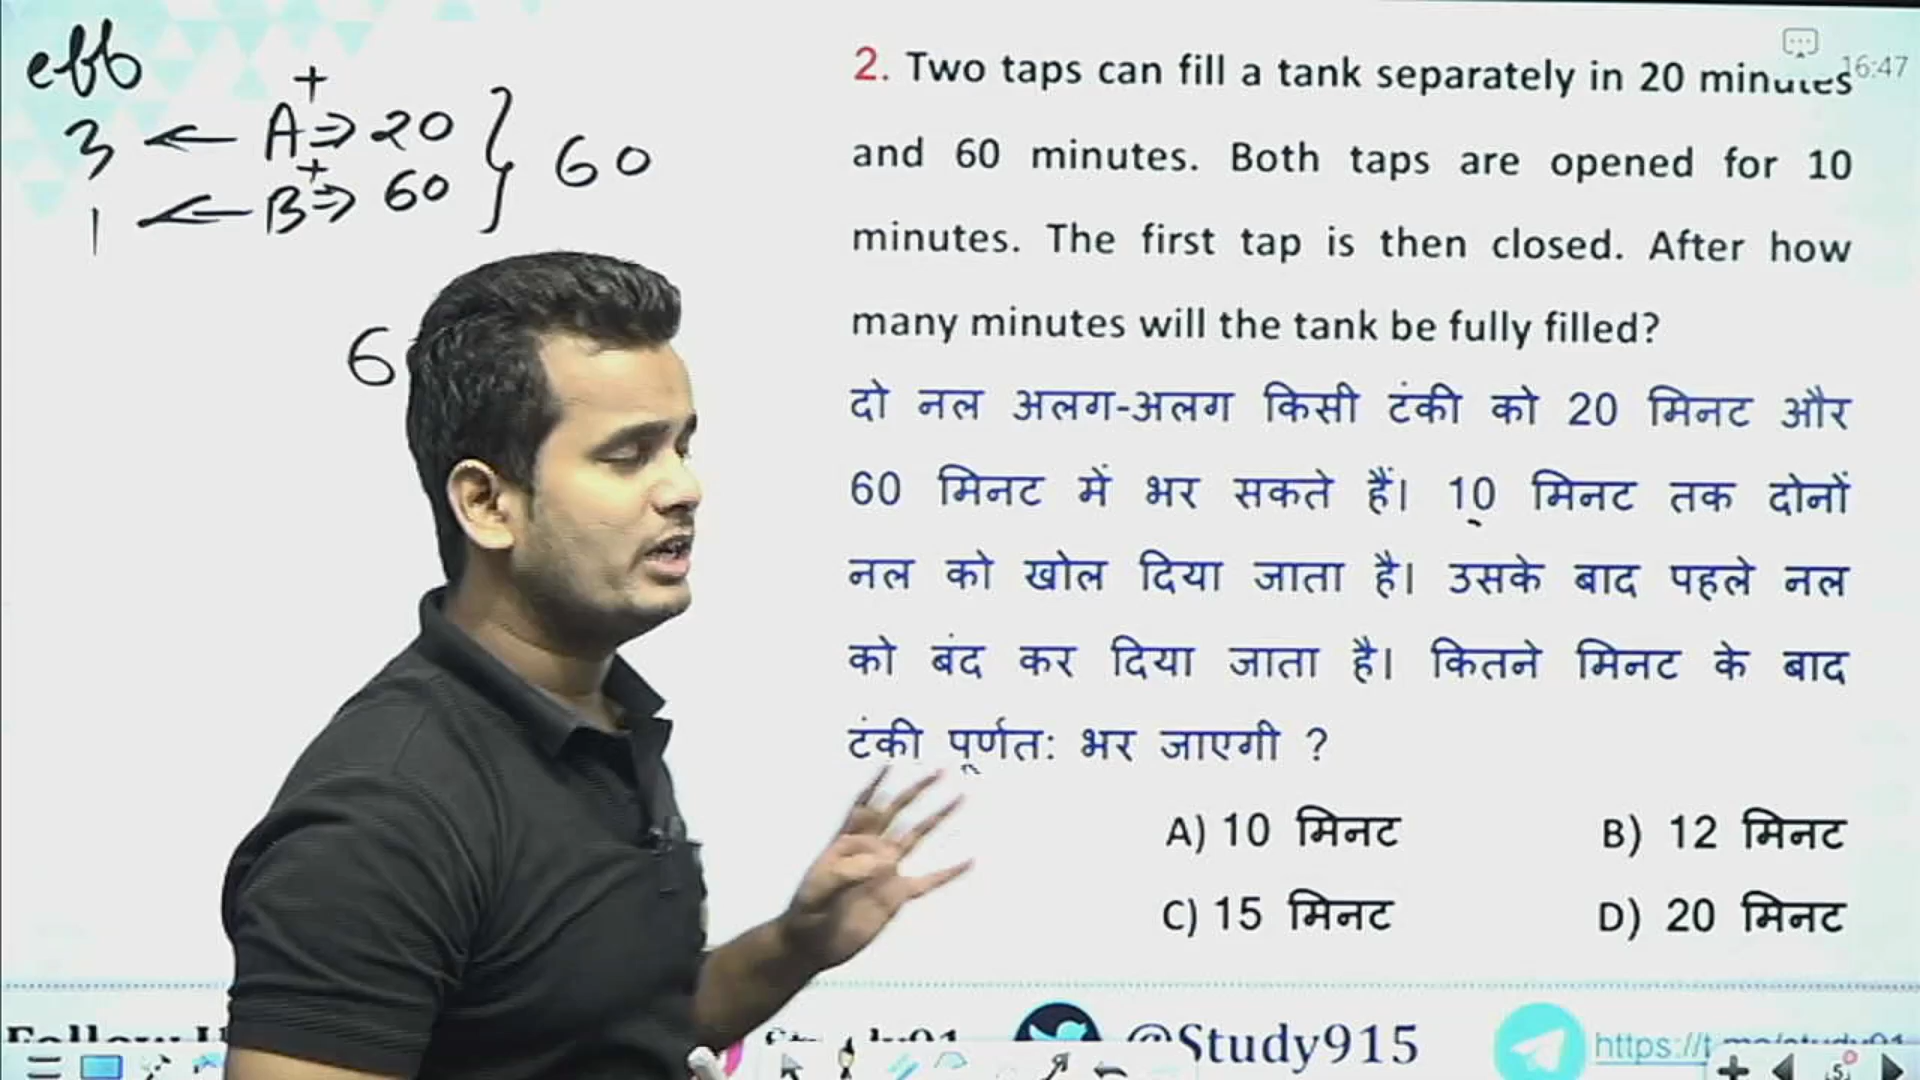 eff
+
3 ← A ⇒ 20
+
1 ← B ⇒ 60
} 60
6
16:47
2. Two taps can fill a tank separately in 20 minutes
and 60 minutes. Both taps are opened for 10
minutes. The first tap is then closed. After how
many minutes will the tank be fully filled?
दो नल अलग-अलग किसी टंकी को 20 मिनट और
60 मिनट में भर सकते हैं। 10 मिनट तक दोनों
नल को खोल दिया जाता है। उसके बाद पहले नल
को बंद कर दिया जाता है। कितने मिनट के बाद
टंकी पूर्णत: भर जाएगी ?
A) 10 मिनट B) 12 मिनट
C) 15 मिनट D) 20 मिनट
Follow @Study915 https://t.me/study91
5